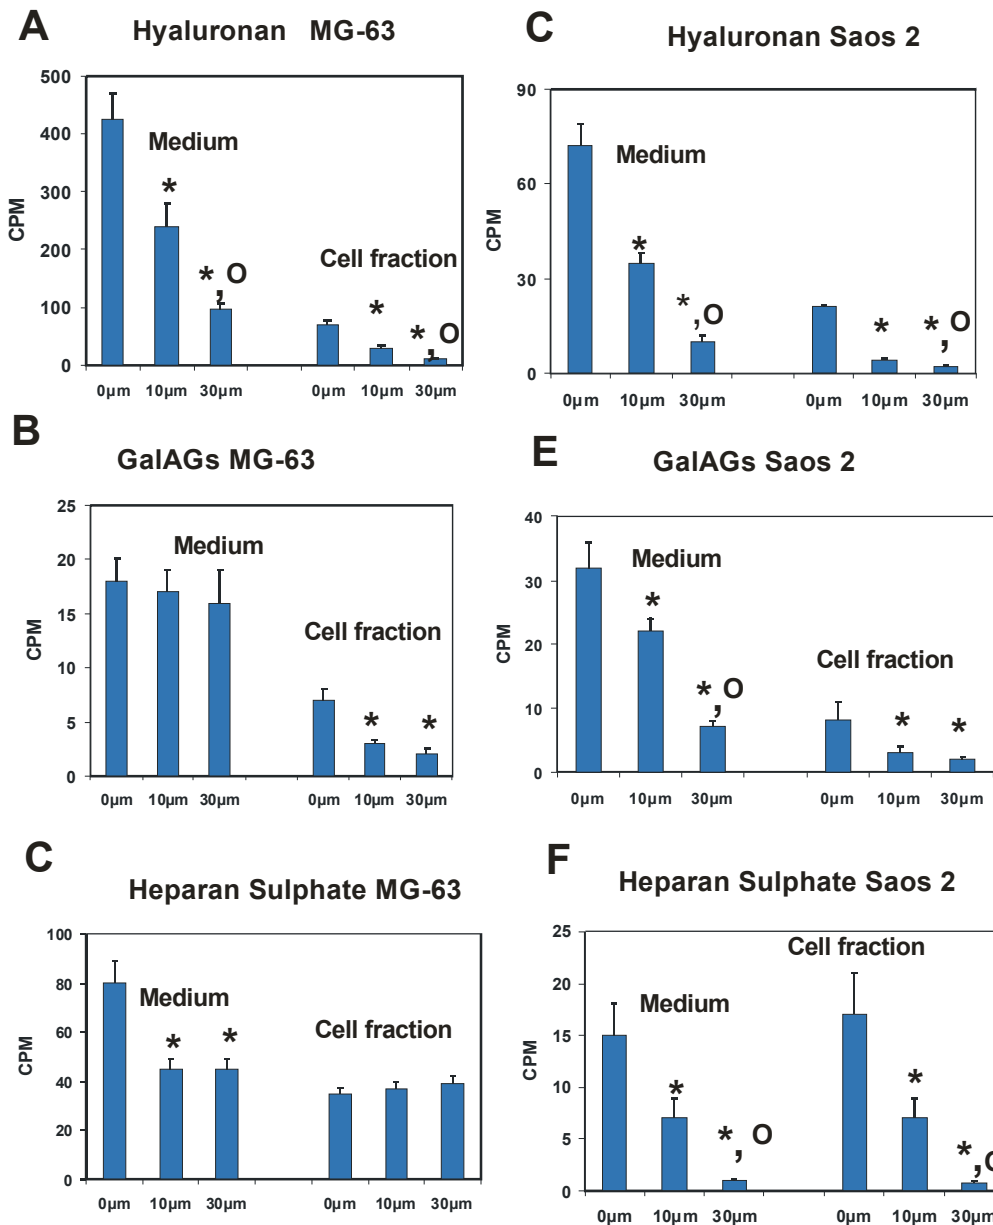 A
Hyaluronan MG-63
500
400
300
200
100
0
CPM
Medium
*
*,O
Cell fraction
*
*,O
0µm 10µm 30µm 0µm 10µm 30µm
C
Hyaluronan Saos 2
90
60
30
0
CPM
Medium
*
*,O
*
*,O
0µm 10µm 30µm 0µm 10µm 30µm
B
GalAGs MG-63
25
20
15
10
5
0
CPM
Medium
Cell fraction
*
*
0µm 10µm 30µm 0µm 10µm 30µm
E
GalAGs Saos 2
40
30
20
10
0
CPM
Medium
*
*,O
Cell fraction
*
*
0µm 10µm 30µm 0µm 10µm 30µm
C
Heparan Sulphate MG-63
100
80
60
40
20
0
CPM
Medium
*
*
Cell fraction
0µm 10µm 30µm 0µm 10µm 30µm
F
Heparan Sulphate Saos 2
25
20
15
10
5
0
CPM
Cell fraction
Medium
*
*, O
*
*,O
0µm 10µm 30µm 0µm 10µm 30µm